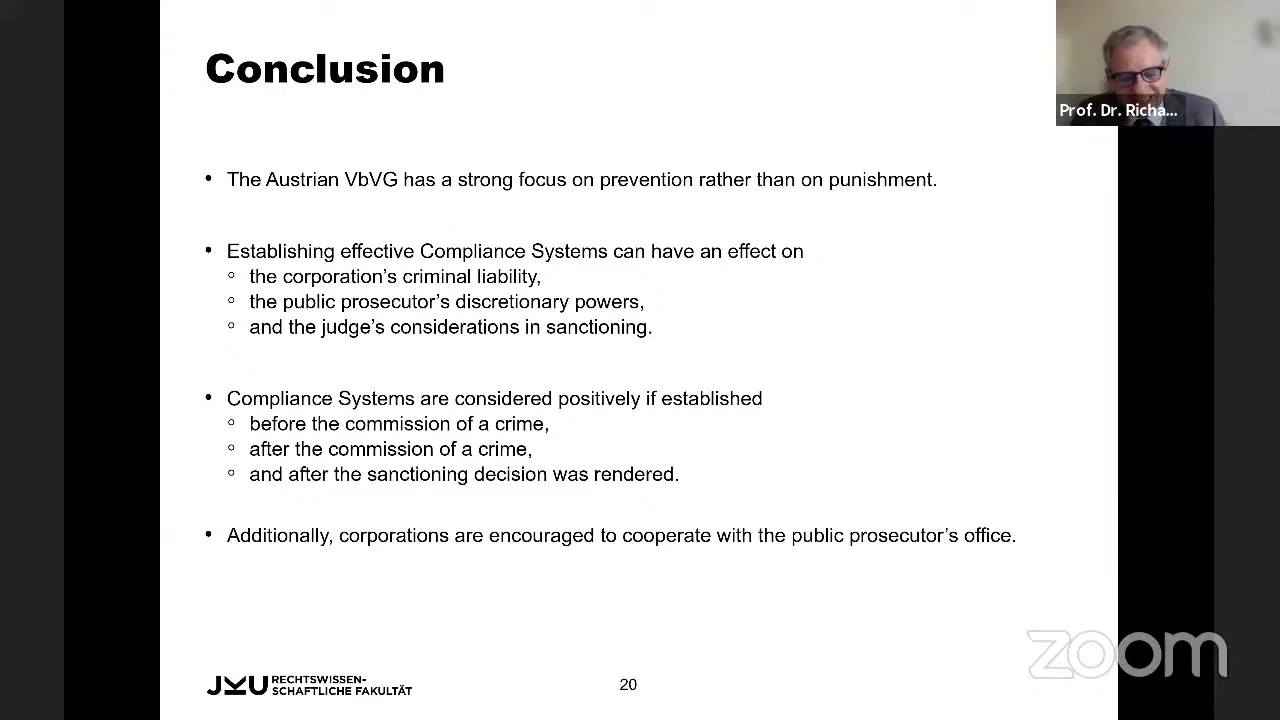 Conclusion
Prof. Dr. Richa...
• The Austrian VbVG has a strong focus on prevention rather than on punishment.
• Establishing effective Compliance Systems can have an effect on
° the corporation's criminal liability,
° the public prosecutor's discretionary powers,
° and the judge's considerations in sanctioning.
• Compliance Systems are considered positively if established
° before the commission of a crime,
° after the commission of a crime,
° and after the sanctioning decision was rendered.
• Additionally, corporations are encouraged to cooperate with the public prosecutor's office.
zoom
JKU RECHTSWISSEN-
SCHAFTLICHE FAKULTÄT
20